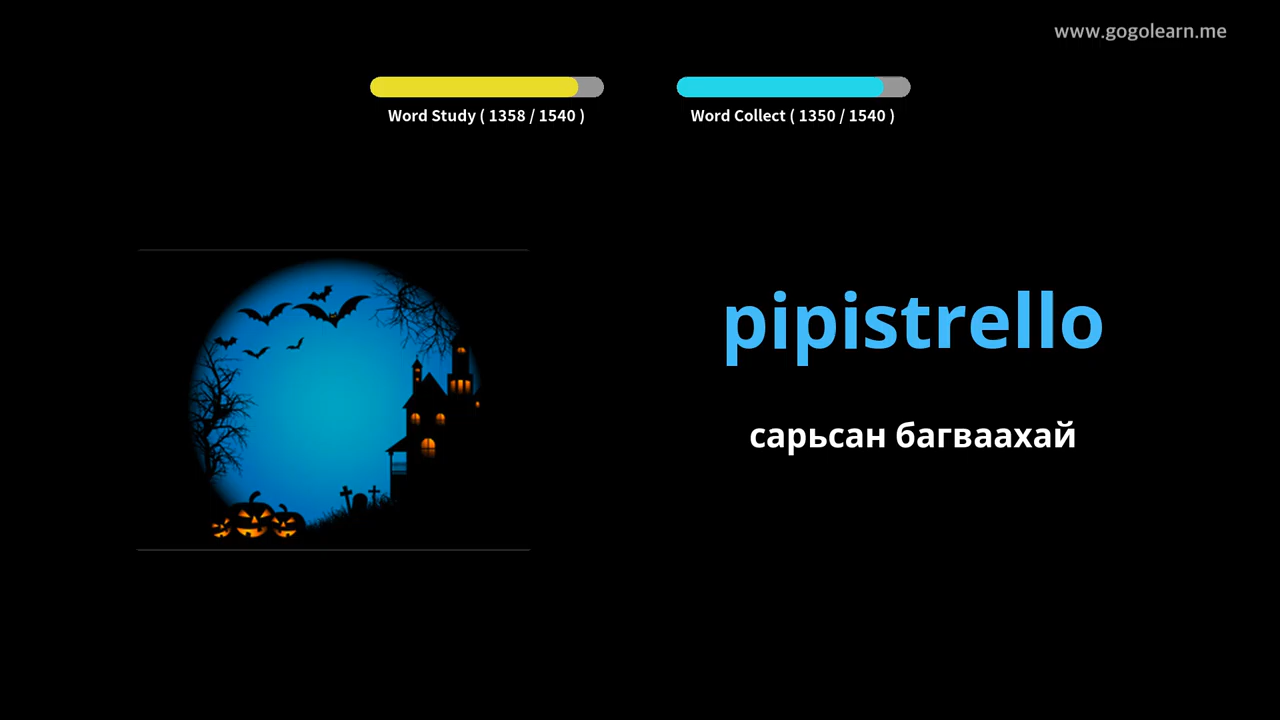 www.gogolearn.me
Word Study ( 1358 / 1540 )
Word Collect ( 1350 / 1540 )
pipistrello
сарьсан багваахай